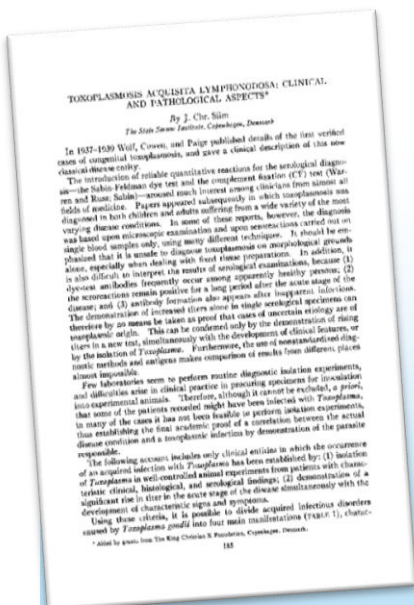 TOXOPLASMOSIS ACQUISITA LYMPHONODOSA: CLINICAL
AND PATHOLOGICAL ASPECTS*
By J. Chr. Siim
The State Serum Institute, Copenhagen, Denmark
In 1937-1939 Wolf, Cowen, and Paige published details of the first verified
cases of congenital toxoplasmosis, and gave a clinical description of this new
classical disease entity.
The introduction of reliable quantitative reactions for the serological diagno-
sis—the Sabin-Feldman dye test and the complement fixation (CF) test (War-
ren and Russ; Sabin)—aroused much interest among clinicians from almost all
fields of medicine. Papers appeared subsequently in which toxoplasmosis was
diagnosed in both children and adults suffering from a wide variety of the most
varying disease conditions. In some of these reports, however, the diagnosis
was based upon microscopic examination and upon seroreactions carried out on
single blood samples only, using many different techniques. It should be em-
phasized that it is unsafe to diagnose toxoplasmosis on morphological grounds
alone, especially when dealing with fixed tissue preparations. In addition, it
is also difficult to interpret the results of serological examinations, because (1)
dye-test antibodies frequently occur among apparently healthy persons; (2)
the seroreactions remain positive for a long period after the acute stage of the
disease; and (3) antibody formation also appears after inapparent infections.
The demonstration of increased titers alone in single serological specimens can
therefore by no means be taken as proof that cases of uncertain etiology are of
toxoplasmic origin. This can be confirmed only by the demonstration of rising
titers in a new test, simultaneously with the development of clinical features, or
by the isolation of Toxoplasma. Furthermore, the use of nonstandardized diag-
nostic methods and antigens makes comparison of results from different places
almost impossible.
Few laboratories seem to perform routine diagnostic isolation experiments,
and difficulties arise in clinical practice in procuring specimens for inoculation
into experimental animals. Therefore, although it cannot be excluded, a priori,
that some of the patients recorded might have been infected with Toxoplasma,
in many of the cases it has not been feasible to perform isolation experiments,
thus establishing the final academic proof of a correlation between the actual
disease condition and a toxoplasmic infection by demonstration of the parasite
responsible.
The following account includes only clinical entities in which the occurrence
of an acquired infection with Toxoplasma has been established by: (1) isolation
of Toxoplasma in well-controlled animal experiments from patients with charac-
teristic clinical, histological, and serological findings; (2) demonstration of a
significant rise in titer in the acute stage of the disease simultaneously with the
development of characteristic signs and symptoms.
Using these criteria, it is possible to divide acquired infectious disorders
caused by Toxoplasma gondii into four main manifestations (TABLE 1), charac-
* Aided by grants from The King Christian X Foundation, Copenhagen, Denmark.
185